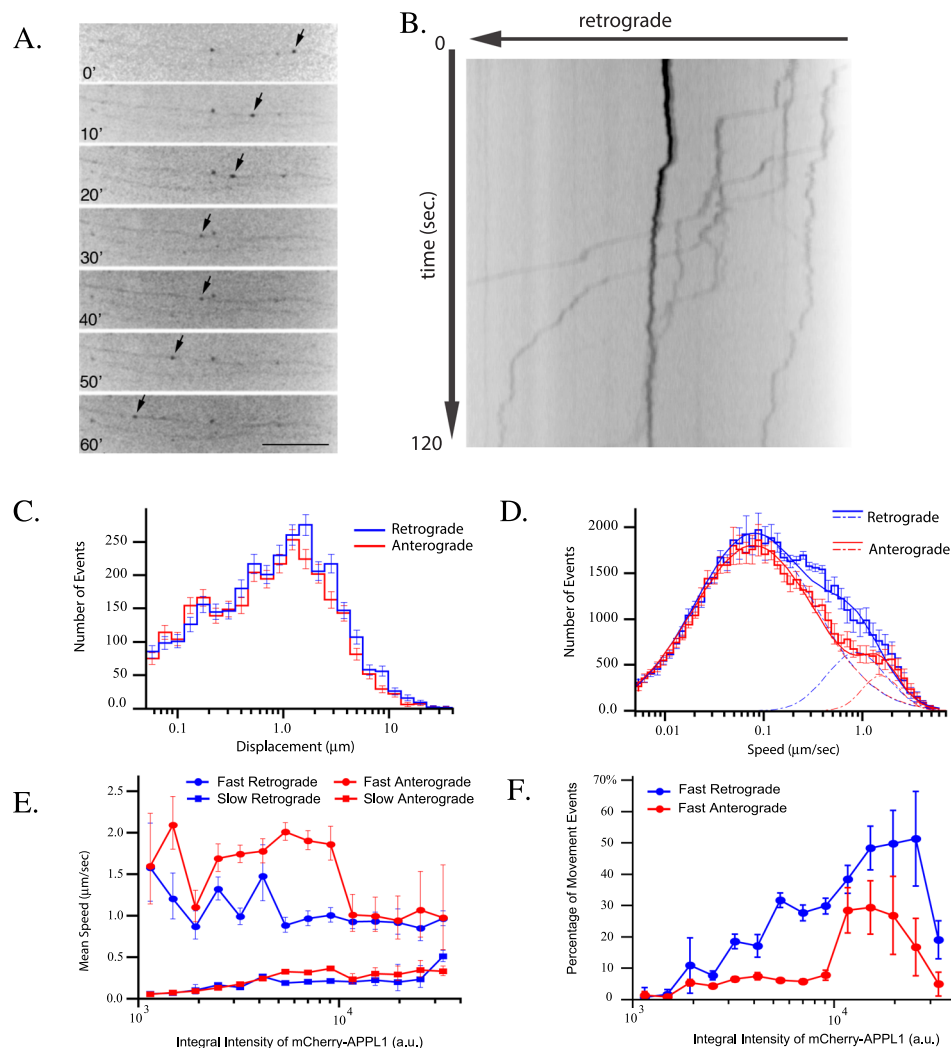 A.
0'
10'
20'
30'
40'
50'
60'
B.
retrograde
0
time (sec.)
120
C.
Number of Events
250
200
150
100
50
0.0
0.1
1.0
10
Displacement (μm)
Retrograde
Anterograde
D.
Number of Events
2000
1500
1000
500
0.0
0.01
0.1
1.0
Speed (μm/sec)
Retrograde
Anterograde
E.
Fast Retrograde
Fast Anterograde
Slow Retrograde
Slow Anterograde
Mean Speed (μm/sec)
2.5
2.0
1.5
1.0
0.5
0.0
10³
10⁴
Integral Intensity of mCherry-APPL1 (a.u.)
F.
Fast Retrograde
Fast Anterograde
Percentage of Movement Events
70%
60
50
40
30
20
10
0
10³
10⁴
Integral Intensity of mCherry-APPL1 (a.u.)